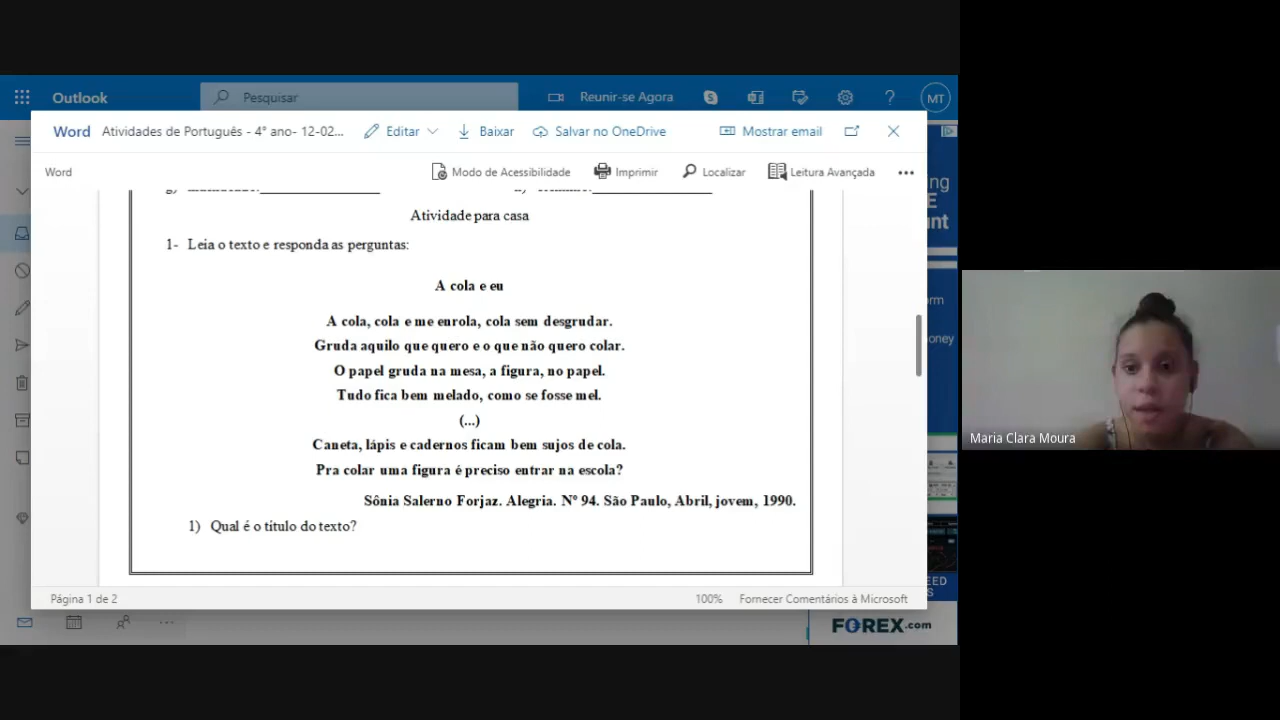 Outlook
Pesquisar
Reunir-se Agora
MT
Word
Atividades de Português - 4° ano- 12-02...
Editar
Baixar
Salvar no OneDrive
Mostrar email
Word
Modo de Acessibilidade
Imprimir
Localizar
Leitura Avançada
Atividade para casa
1- Leia o texto e responda as perguntas:
A cola e eu
A cola, cola e me enrola, cola sem desgrudar.
Gruda aquilo que quero e o que não quero colar.
O papel gruda na mesa, a figura, no papel.
Tudo fica bem melado, como se fosse mel.
(...)
Caneta, lápis e cadernos ficam bem sujos de cola.
Pra colar uma figura é preciso entrar na escola?
Sônia Salerno Forjaz. Alegria. Nº 94. São Paulo, Abril, jovem, 1990.
1) Qual é o título do texto?
Página 1 de 2
100%
Fornecer Comentários à Microsoft
FOREX.com
Maria Clara Moura